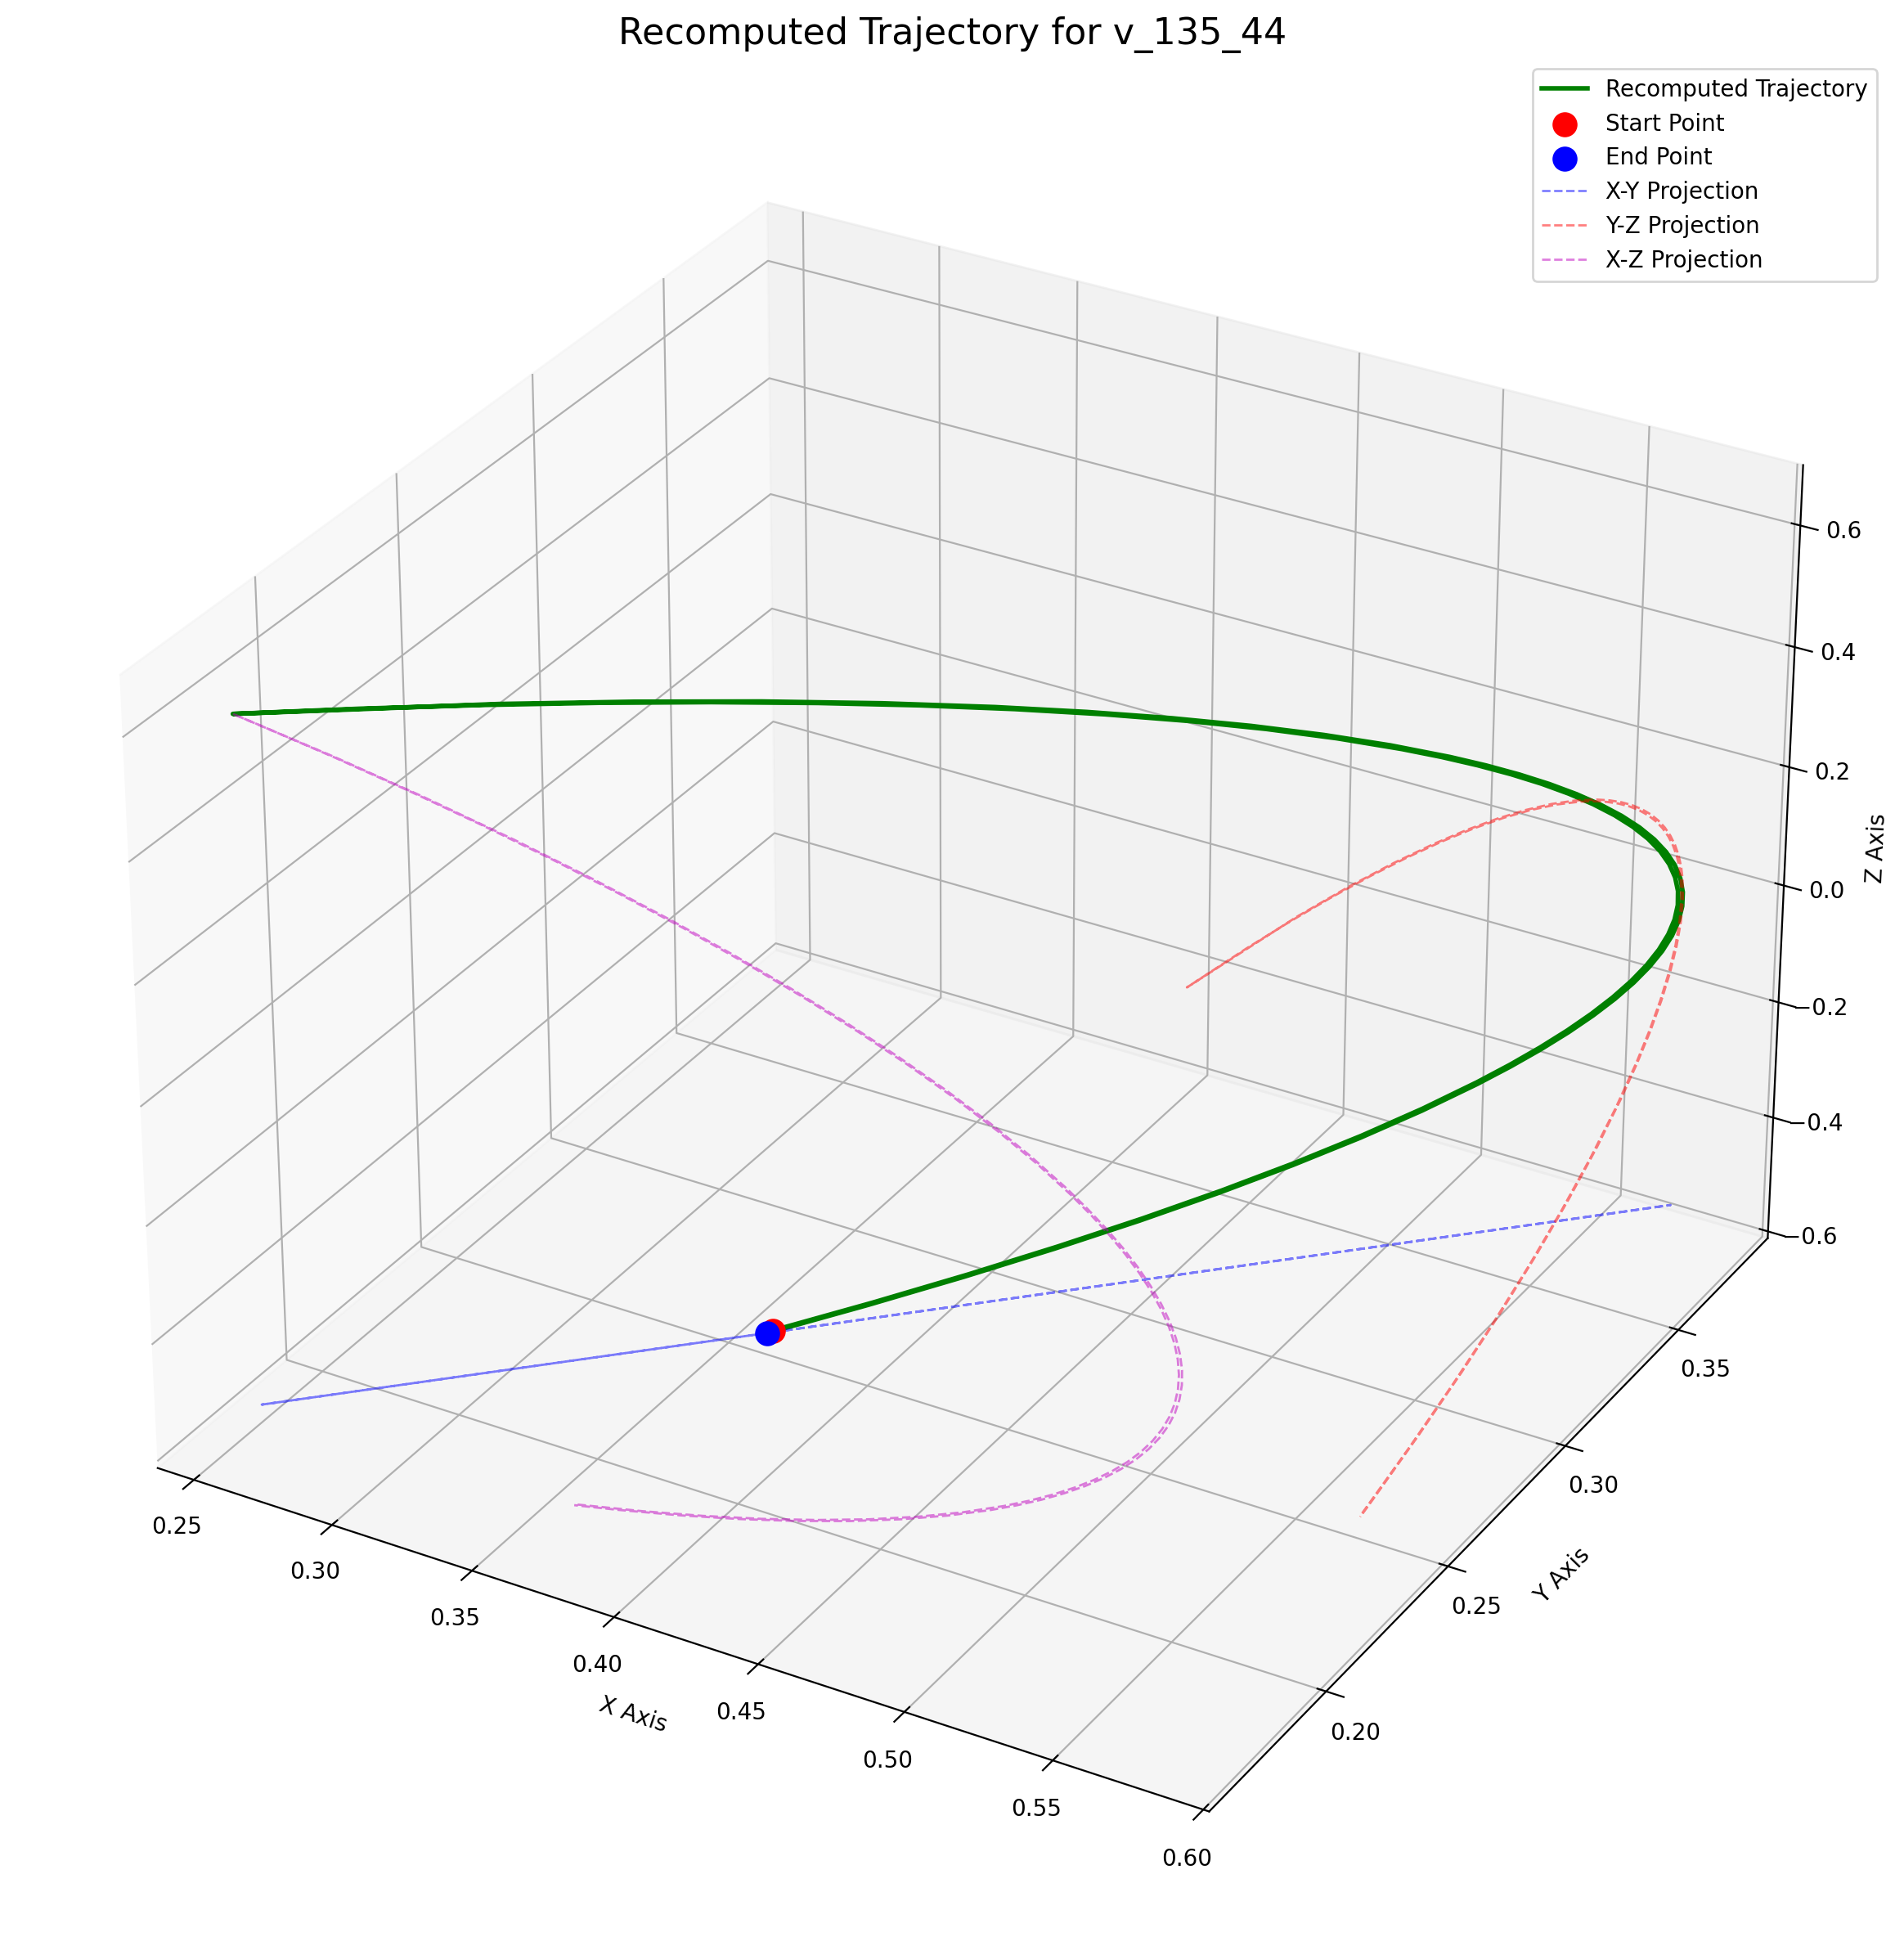 Recomputed Trajectory for v_135_44
Recomputed Trajectory
Start Point
End Point
X-Y Projection
Y-Z Projection
X-Z Projection
0.6
0.4
0.2
0.0
−0.2
−0.4
−0.6
Z Axis
0.35
0.30
0.25
0.20
Y Axis
0.25
0.30
0.35
0.40
0.45
0.50
0.55
0.60
X Axis